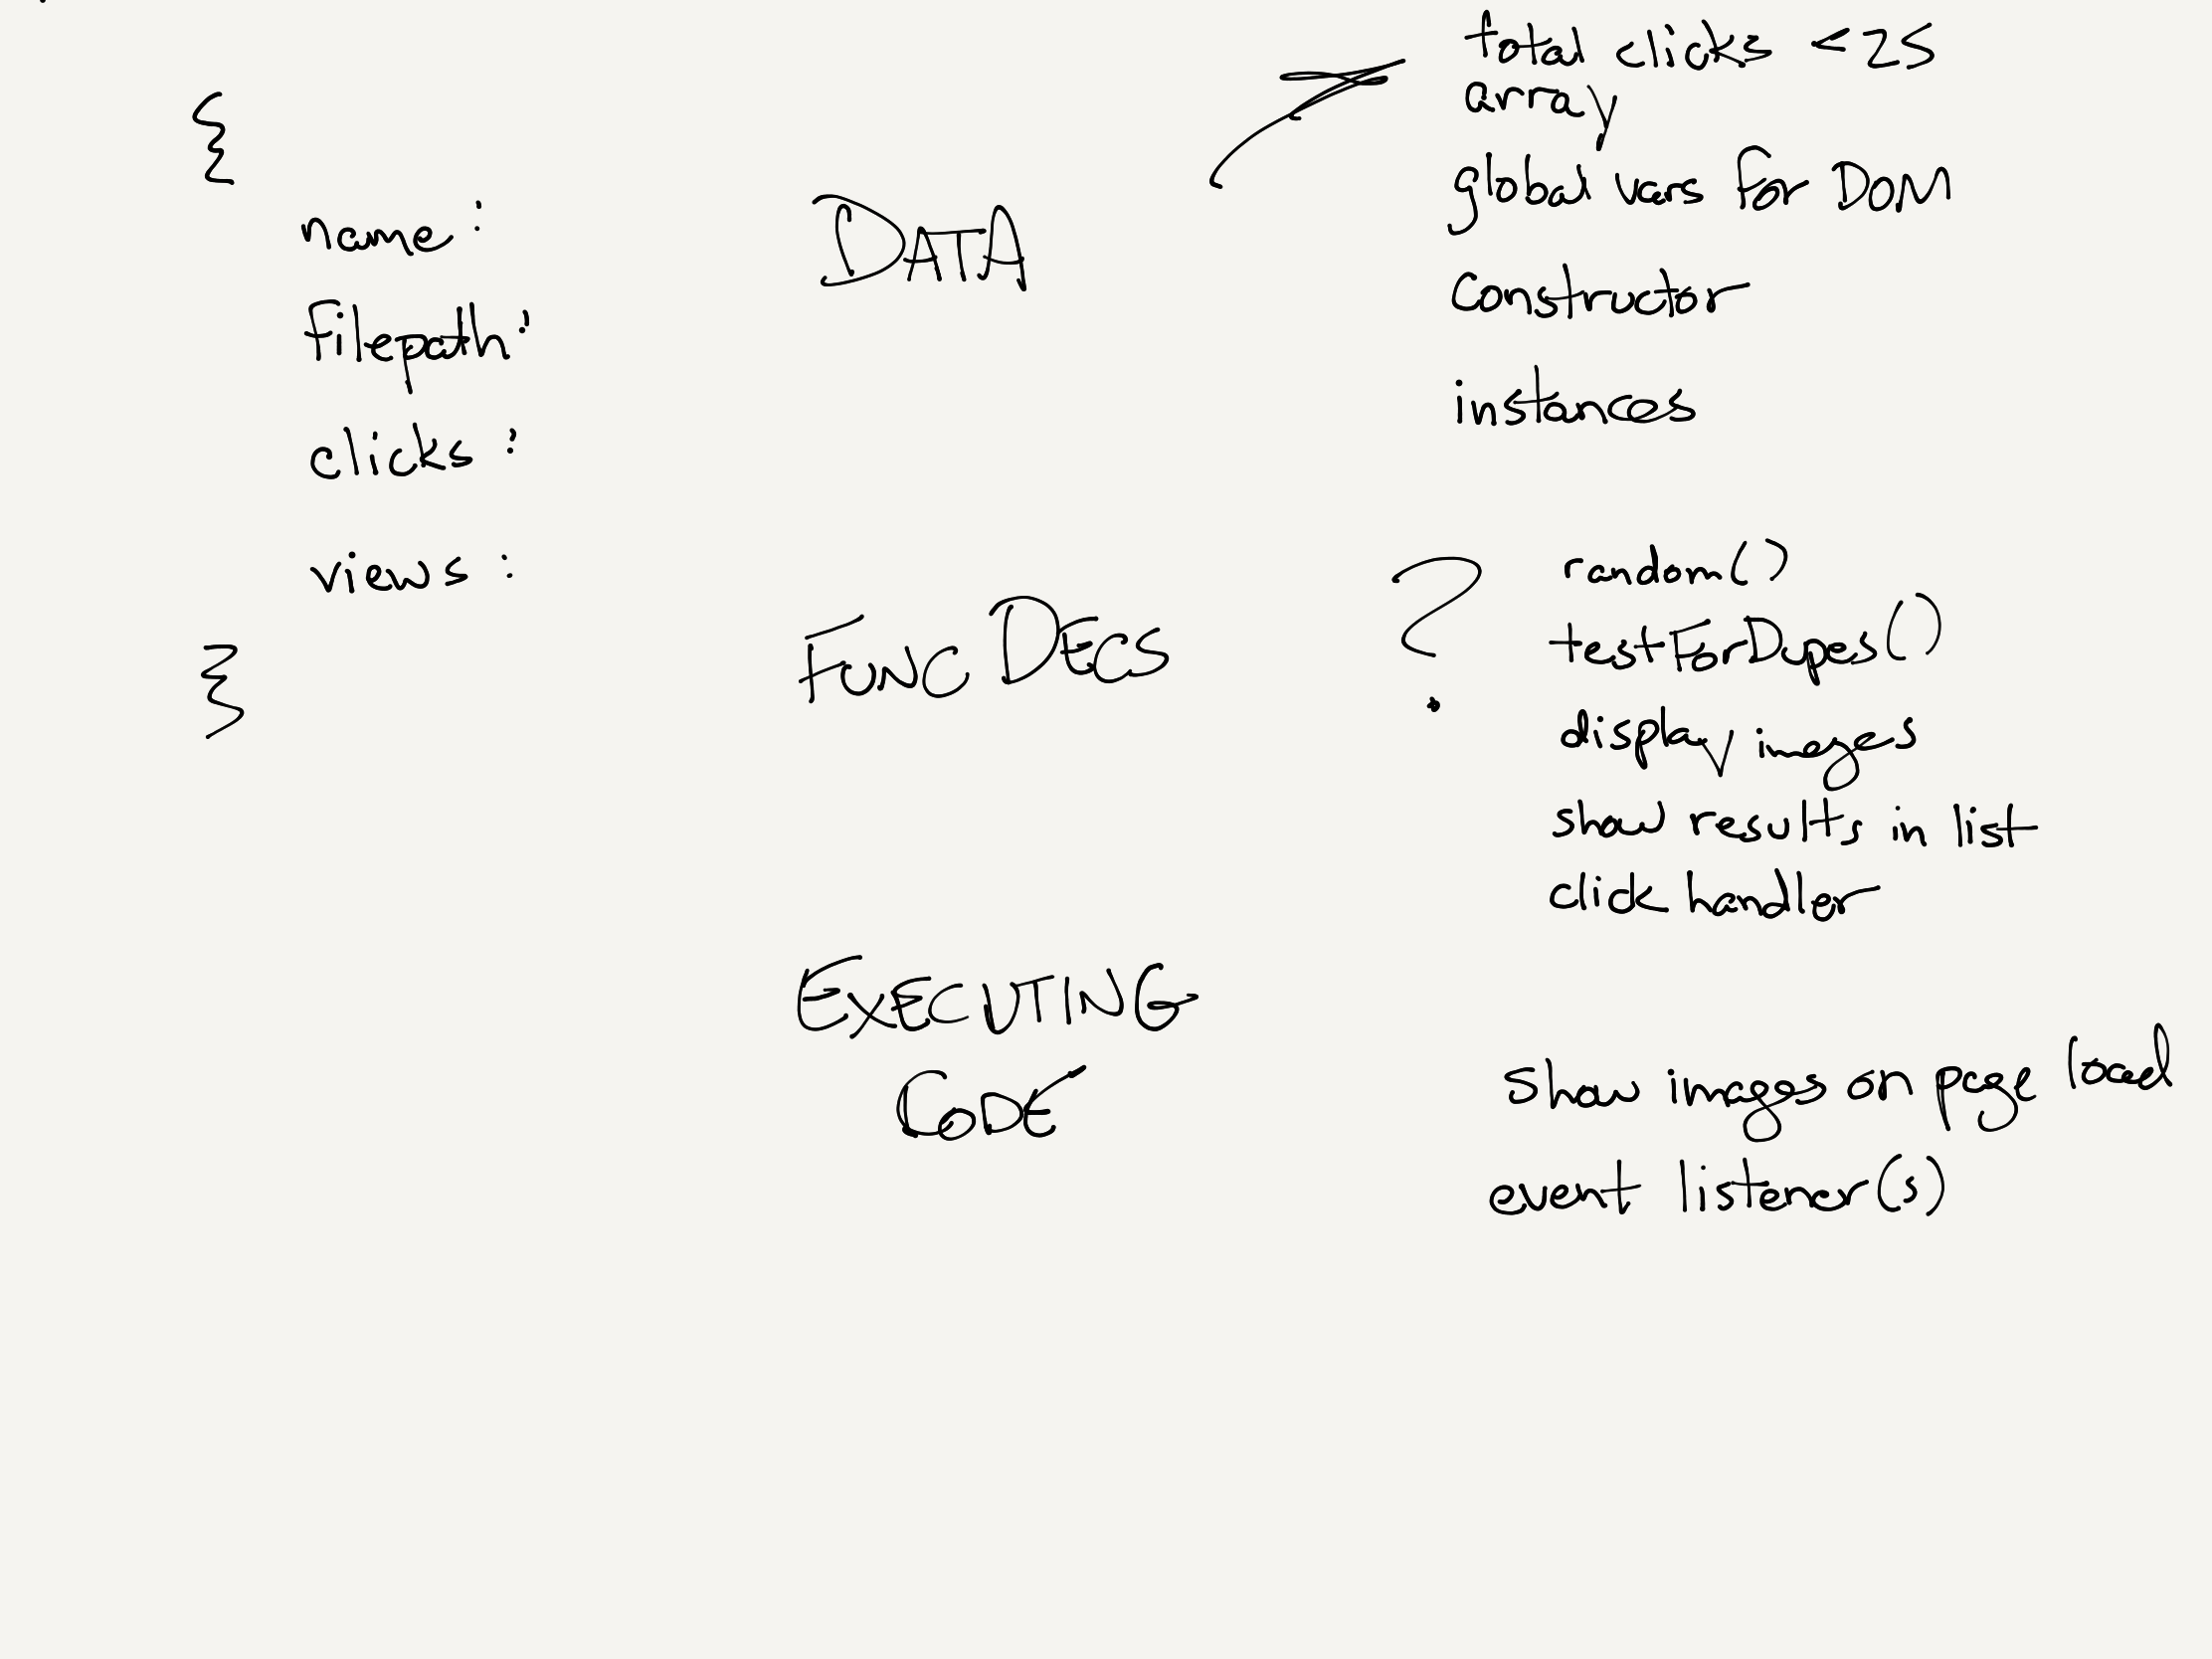 {
name:
filepath:
clicks:
views:
}
DATA
total clicks <25
array
global vars for DOM
constructor
instances
FUNC DECS
?
random()
testForDupes()
display images
show results in list
click handler
EXECUTING
CODE
show images on page load
event listener(s)